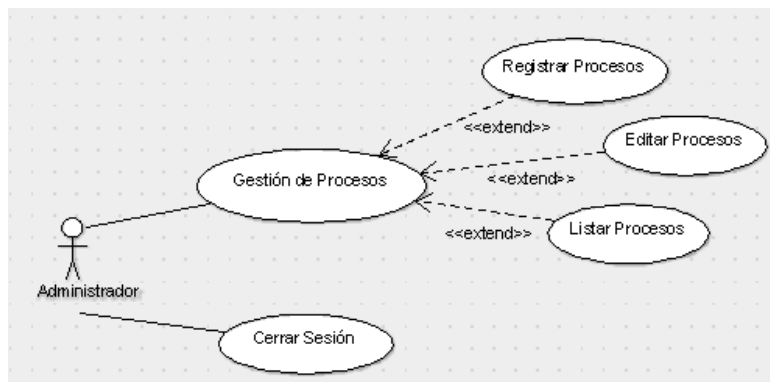 Registrar Procesos
<<extend>>
Editar Procesos
Gestión de Procesos
<<extend>>
Listar Procesos
<<extend>>
Administrador
Cerrar Sesión